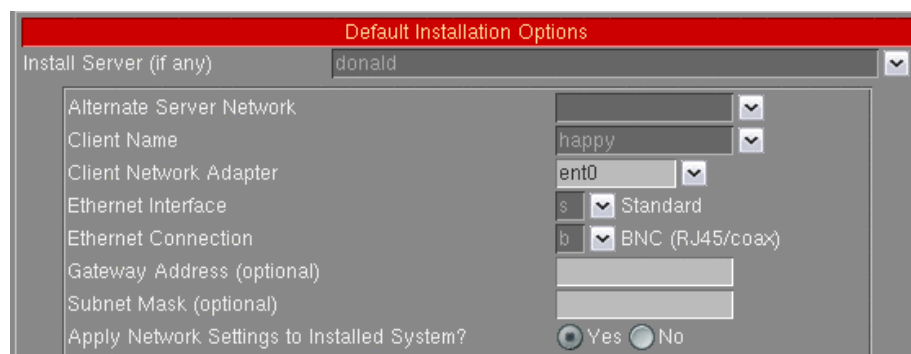 Default Installation Options
Install Server (if any) donald
Alternate Server Network
Client Name happy
Client Network Adapter ent0
Ethernet Interface s Standard
Ethernet Connection b BNC (RJ45/coax)
Gateway Address (optional)
Subnet Mask (optional)
Apply Network Settings to Installed System? Yes No